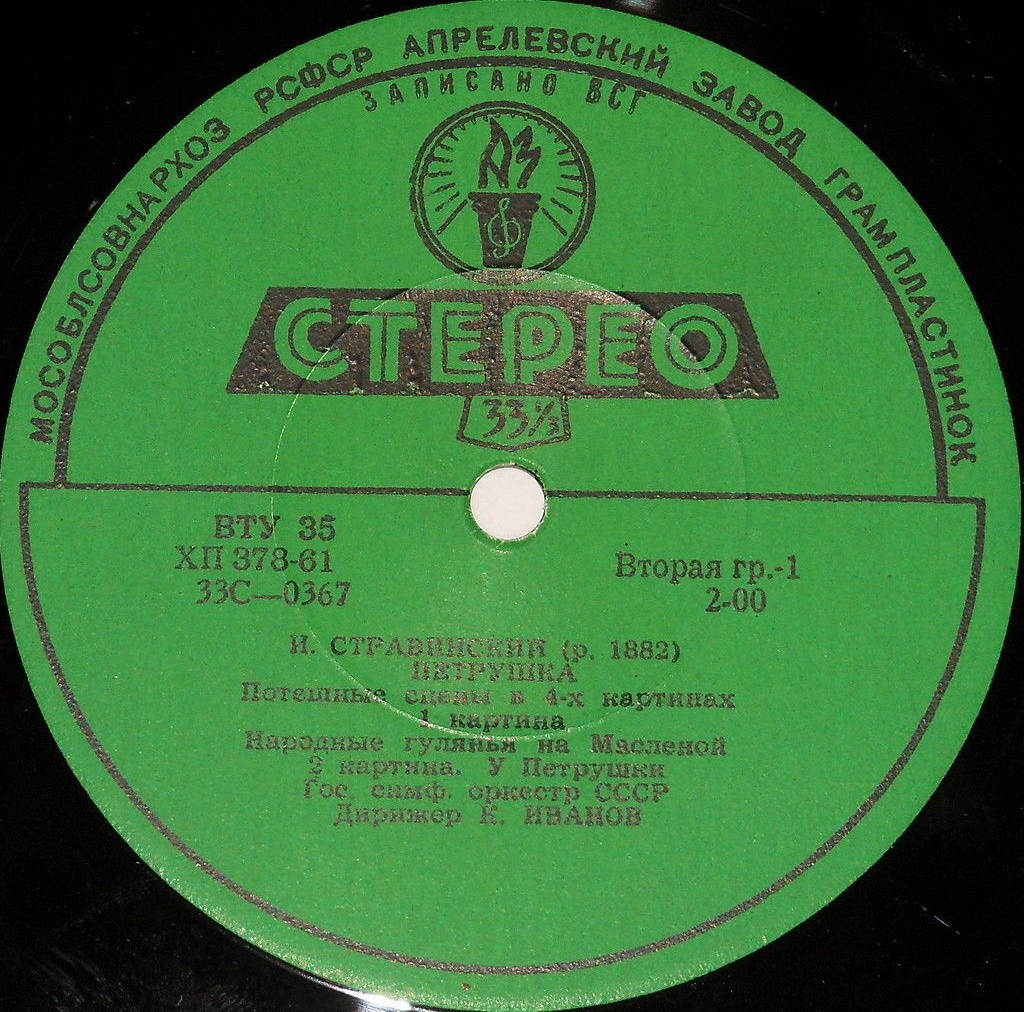 МОСОБЛСОВНАРХОЗ РСФСР АПРЕЛЕВСКИЙ ЗАВОД ГРАМПЛАСТИНОК
ЗАПИСАНО ВСГ
АЗ
СТЕРЕО
33⅓
ВТУ 35
ХП 378-61
33С—0367
Вторая гр.-1
2-00
И. СТРАВИНСКИЙ (р. 1882)
ПЕТРУШКА
Потешные сцены в 4-х картинах
1 картина
Народные гулянья на Масленой
2 картина. У Петрушки
Гос. симф. оркестр СССР
Дирижер К. ИВАНОВ